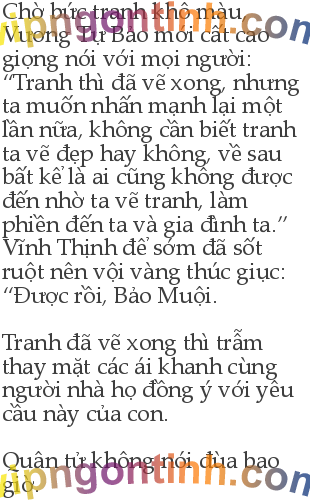 Chờ bức tranh khô màu,
Vương Tự Bảo mới cất cao
giọng nói với mọi người:
“Tranh thì đã vẽ xong, nhưng
ta muốn nhấn mạnh lại một
lần nữa, không cần biết tranh
ta vẽ đẹp hay không, về sau
bất kể là ai cũng không được
đến nhờ ta vẽ tranh, làm
phiền đến ta và gia đình ta.”
Vĩnh Thịnh đế sớm đã sốt
ruột nên vội vàng thúc giục:
“Được rồi, Bảo Muội.
Tranh đã vẽ xong thì trẫm
thay mặt các ái khanh cùng
người nhà họ đồng ý với yêu
cầu này của con.
Quân tử không nói đùa bao
giờ.
vipngontinh.com
vipngontinh.com